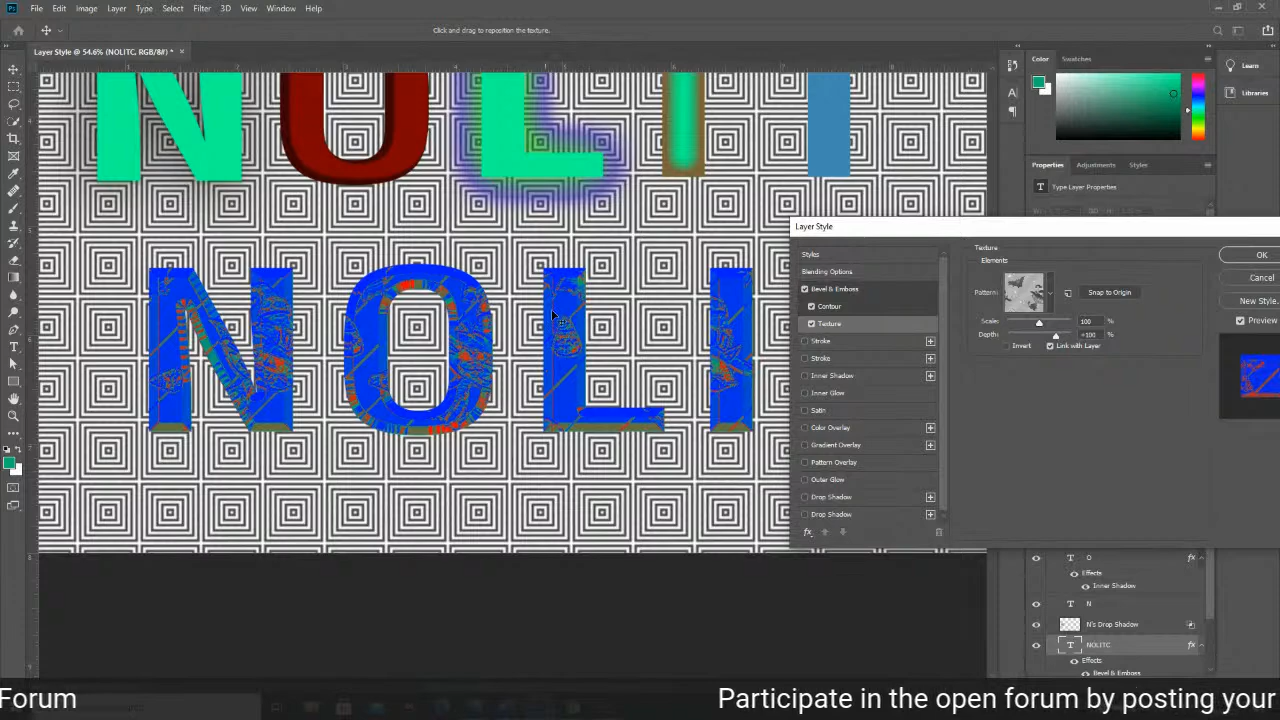 Ps File Edit Image Layer Type Select Filter 3D View Window Help
Click and drag to reposition the texture.
Layer Style @ 54.6% (NOLITC, RGB/8#) * ×
NOLI
NOLI
Color Swatches
Learn
Libraries
Properties Adjustments Styles
T Type Layer Properties
Layer Style
Styles
Blending Options
Bevel & Emboss
Contour
Texture
Stroke
Stroke
Inner Shadow
Inner Glow
Satin
Color Overlay
Gradient Overlay
Pattern Overlay
Outer Glow
Drop Shadow
Drop Shadow
fx
Texture
Elements
Pattern: Snap to Origin
Scale: 100 %
Depth: +100 %
Invert Link with Layer
OK
Cancel
New Style...
Preview
T O fx
Effects
Inner Shadow
T N
N's Drop Shadow
T NOLITC fx
Effects
Bevel & Emboss
Forum Participate in the open forum by posting your